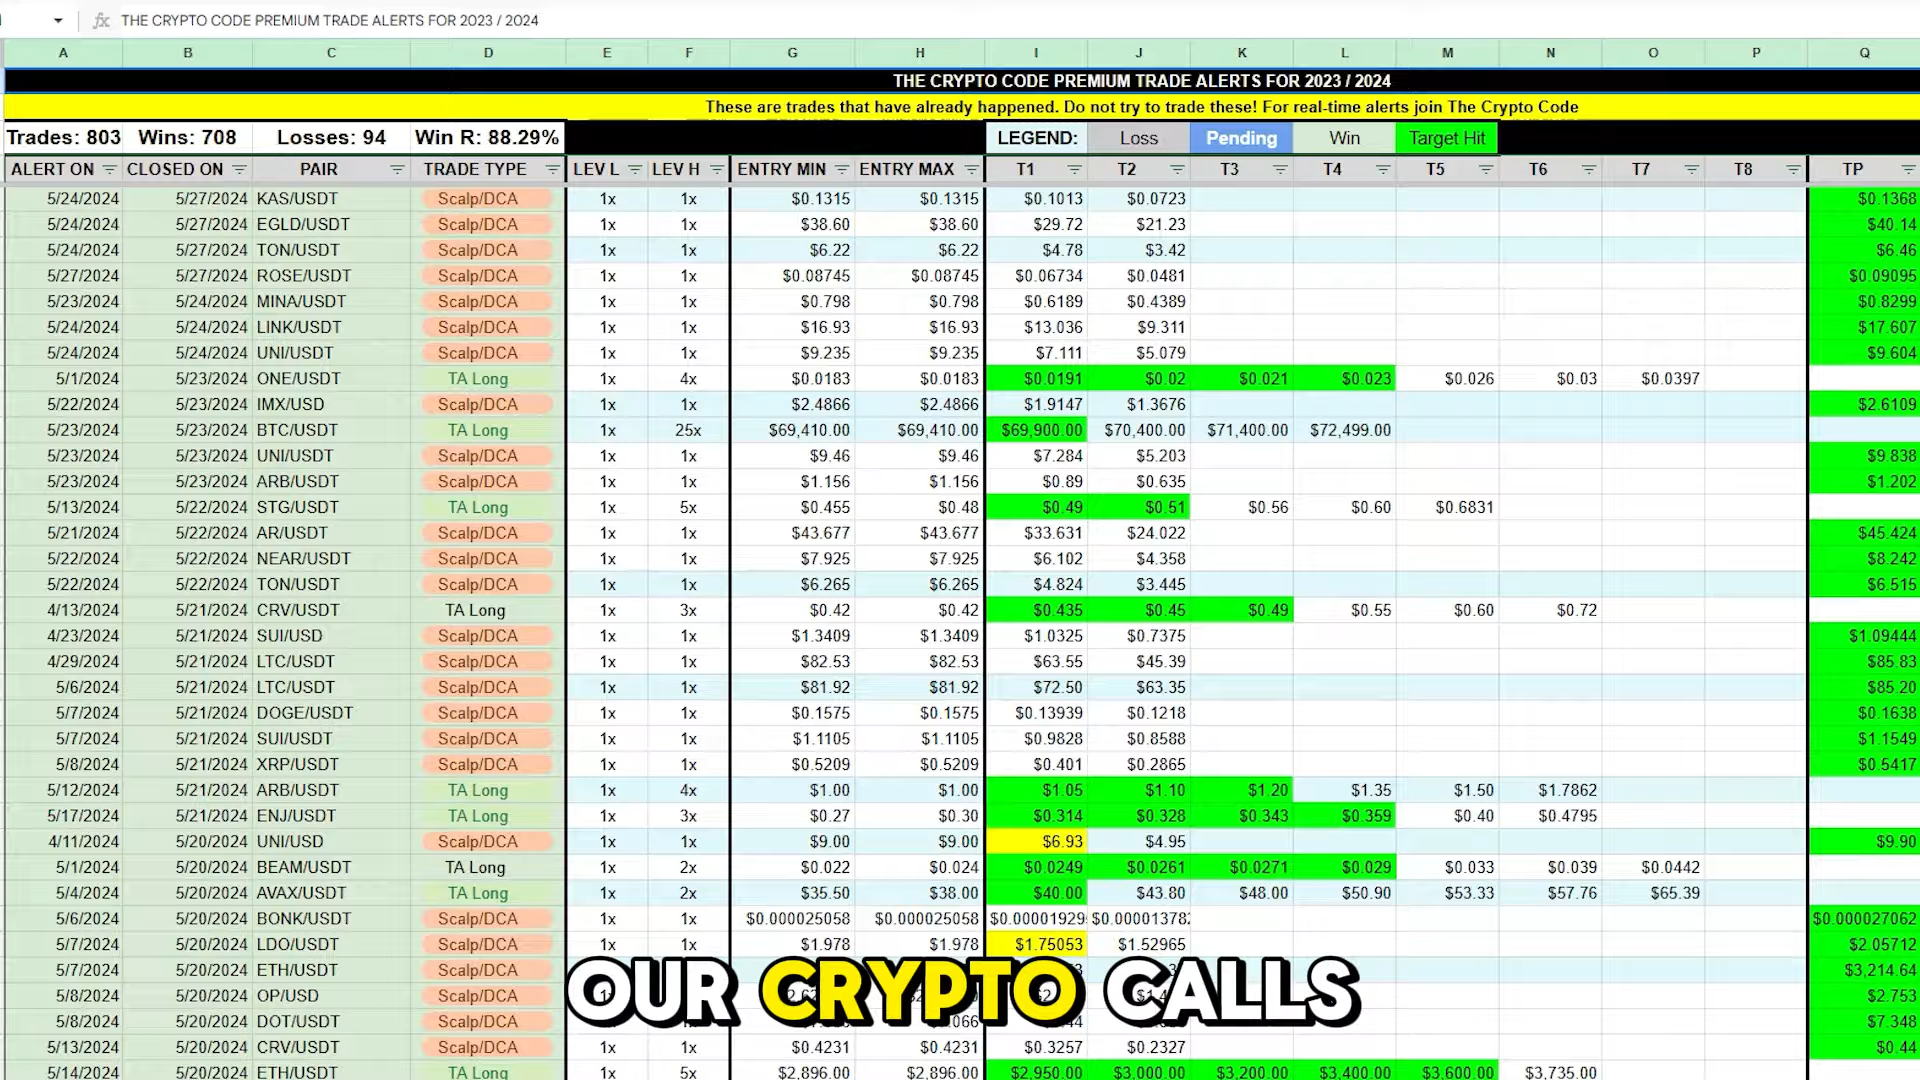 THE CRYPTO CODE PREMIUM TRADE ALERTS FOR 2023 / 2024
A B C D E F G H I J K L M N O P Q
THE CRYPTO CODE PREMIUM TRADE ALERTS FOR 2023 / 2024
These are trades that have already happened. Do not try to trade these! For real-time alerts join The Crypto Code
Trades: 803 Wins: 708 Losses: 94 Win R: 88.29% LEGEND: Loss Pending Win Target Hit
ALERT ON CLOSED ON PAIR TRADE TYPE LEV L LEV H ENTRY MIN ENTRY MAX T1 T2 T3 T4 T5 T6 T7 T8 TP
5/24/2024 5/27/2024 KAS/USDT Scalp/DCA 1x 1x $0.1315 $0.1315 $0.1013 $0.0723 $0.1368
5/24/2024 5/27/2024 EGLD/USDT Scalp/DCA 1x 1x $38.60 $38.60 $29.72 $21.23 $40.14
5/24/2024 5/27/2024 TON/USDT Scalp/DCA 1x 1x $6.22 $6.22 $4.78 $3.42 $6.46
5/27/2024 5/27/2024 ROSE/USDT Scalp/DCA 1x 1x $0.08745 $0.08745 $0.06734 $0.0481 $0.09095
5/23/2024 5/24/2024 MINA/USDT Scalp/DCA 1x 1x $0.798 $0.798 $0.6189 $0.4389 $0.8299
5/24/2024 5/24/2024 LINK/USDT Scalp/DCA 1x 1x $16.93 $16.93 $13.036 $9.311 $17.607
5/24/2024 5/24/2024 UNI/USDT Scalp/DCA 1x 1x $9.235 $9.235 $7.111 $5.079 $9.604
5/1/2024 5/23/2024 ONE/USDT TA Long 1x 4x $0.0183 $0.0183 $0.0191 $0.02 $0.021 $0.023 $0.026 $0.03 $0.0397
5/22/2024 5/23/2024 IMX/USD Scalp/DCA 1x 1x $2.4866 $2.4866 $1.9147 $1.3676 $2.6109
5/23/2024 5/23/2024 BTC/USDT TA Long 1x 25x $69,410.00 $69,410.00 $69,900.00 $70,400.00 $71,400.00 $72,499.00
5/23/2024 5/23/2024 UNI/USDT Scalp/DCA 1x 1x $9.46 $9.46 $7.284 $5.203 $9.838
5/23/2024 5/23/2024 ARB/USDT Scalp/DCA 1x 1x $1.156 $1.156 $0.89 $0.635 $1.202
5/13/2024 5/22/2024 STG/USDT TA Long 1x 5x $0.455 $0.48 $0.49 $0.51 $0.56 $0.60 $0.6831
5/21/2024 5/22/2024 AR/USDT Scalp/DCA 1x 1x $43.677 $43.677 $33.631 $24.022 $45.424
5/22/2024 5/22/2024 NEAR/USDT Scalp/DCA 1x 1x $7.925 $7.925 $6.102 $4.358 $8.242
5/22/2024 5/22/2024 TON/USDT Scalp/DCA 1x 1x $6.265 $6.265 $4.824 $3.445 $6.515
4/13/2024 5/21/2024 CRV/USDT TA Long 1x 3x $0.42 $0.42 $0.435 $0.45 $0.49 $0.55 $0.60 $0.72
4/23/2024 5/21/2024 SUI/USD Scalp/DCA 1x 1x $1.3409 $1.3409 $1.0325 $0.7375 $1.09444
4/29/2024 5/21/2024 LTC/USDT Scalp/DCA 1x 1x $82.53 $82.53 $63.55 $45.39 $85.83
5/6/2024 5/21/2024 LTC/USDT Scalp/DCA 1x 1x $81.92 $81.92 $72.50 $63.35 $85.20
5/7/2024 5/21/2024 DOGE/USDT Scalp/DCA 1x 1x $0.1575 $0.1575 $0.13939 $0.1218 $0.1638
5/7/2024 5/21/2024 SUI/USDT Scalp/DCA 1x 1x $1.1105 $1.1105 $0.9828 $0.8588 $1.1549
5/8/2024 5/21/2024 XRP/USDT Scalp/DCA 1x 1x $0.5209 $0.5209 $0.401 $0.2865 $0.5417
5/12/2024 5/21/2024 ARB/USDT TA Long 1x 4x $1.00 $1.00 $1.05 $1.10 $1.20 $1.35 $1.50 $1.7862
5/17/2024 5/21/2024 ENJ/USDT TA Long 1x 3x $0.27 $0.30 $0.314 $0.328 $0.343 $0.359 $0.40 $0.4795
4/11/2024 5/20/2024 UNI/USD Scalp/DCA 1x 1x $9.00 $9.00 $6.93 $4.95 $9.90
5/1/2024 5/20/2024 BEAM/USDT TA Long 1x 2x $0.022 $0.024 $0.0249 $0.0261 $0.0271 $0.029 $0.033 $0.039 $0.0442
5/4/2024 5/20/2024 AVAX/USDT TA Long 1x 2x $35.50 $38.00 $40.00 $43.80 $48.00 $50.90 $53.33 $57.76 $65.39
5/6/2024 5/20/2024 BONK/USDT Scalp/DCA 1x 1x $0.000025058 $0.000025058 $0.00001929 $0.00001378 $0.000027062
5/7/2024 5/20/2024 LDO/USDT Scalp/DCA 1x 1x $1.978 $1.978 $1.75053 $1.52965 $2.05712
5/7/2024 5/20/2024 ETH/USDT Scalp/DCA $3,214.64
5/8/2024 5/20/2024 OP/USD Scalp/DCA $2.753
OUR CRYPTO CALLS
5/8/2024 5/20/2024 DOT/USDT Scalp/DCA $7.348
5/13/2024 5/20/2024 CRV/USDT Scalp/DCA 1x 1x $0.4231 $0.4231 $0.3257 $0.2327 $0.44
5/14/2024 5/20/2024 ETH/USDT TA Long 1x 5x $2,896.00 $2,896.00 $2,950.00 $3,000.00 $3,200.00 $3,400.00 $3,600.00 $3,735.00